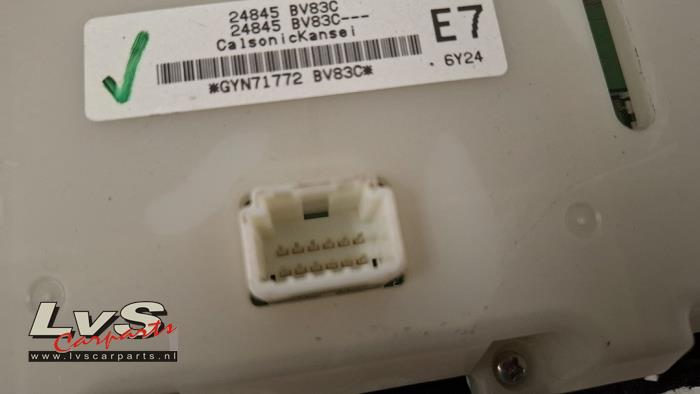 24845 BV83C
24845 BV83C---
CalsonicKansei
*GYN71772 BV83C*
E7
6Y24
LvS
Carparts
www.lvscarparts.nl